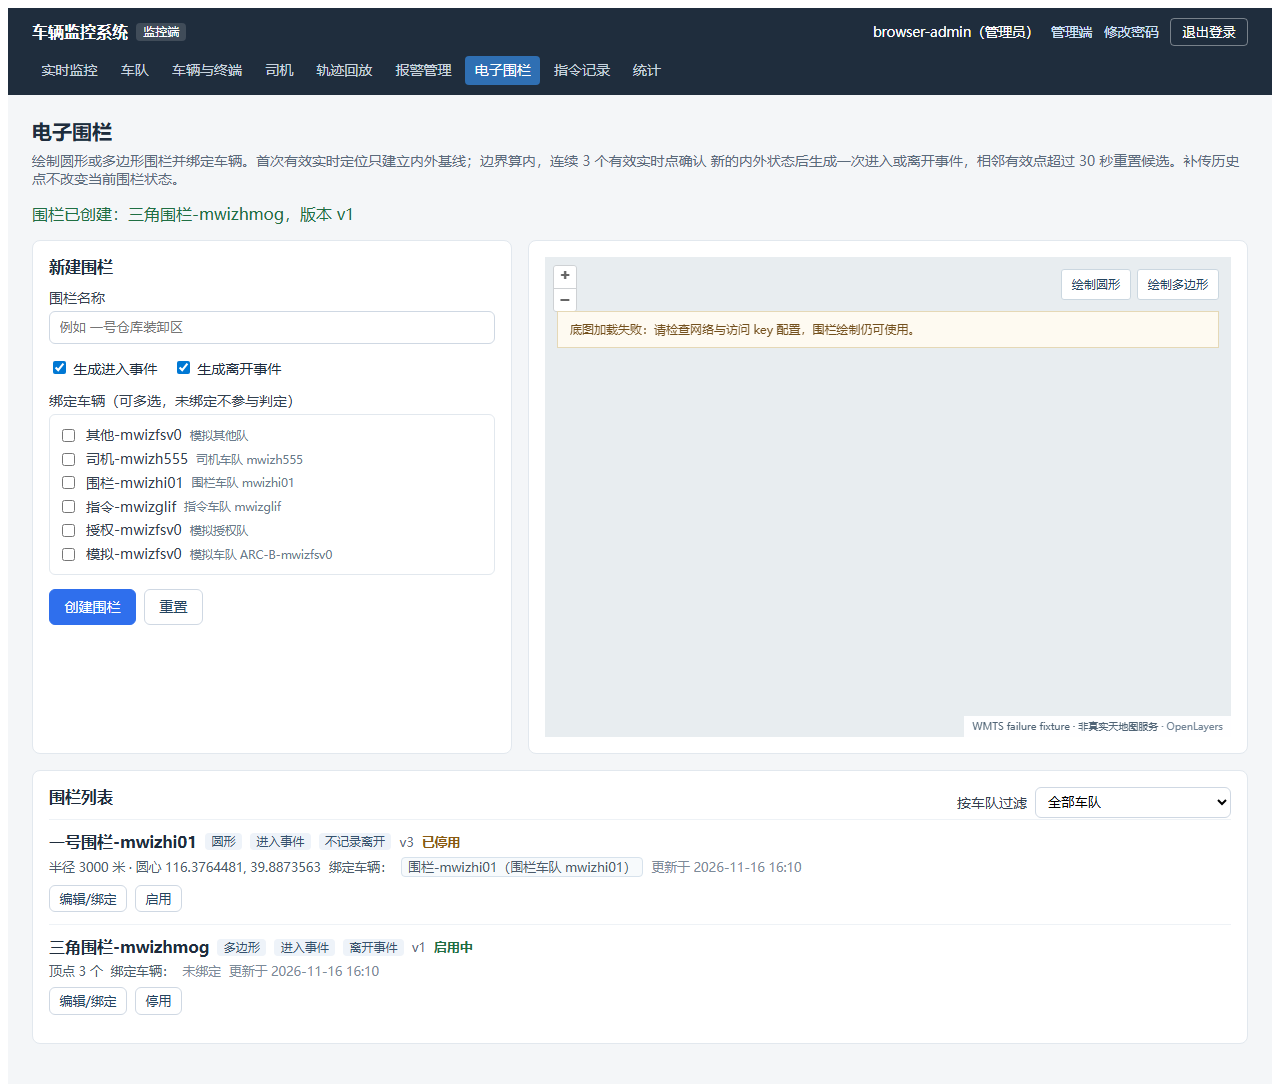 车辆监控系统 监控端
browser-admin（管理员） 管理端 修改密码 退出登录
实时监控 车队 车辆与终端 司机 轨迹回放 报警管理 电子围栏 指令记录 统计
电子围栏
绘制圆形或多边形围栏并绑定车辆。首次有效实时定位只建立内外基线；边界算内，连续 3 个有效实时点确认 新的内外状态后生成一次进入或离开事件，相邻有效点超过 30 秒重置候选。补传历史
点不改变当前围栏状态。
围栏已创建：三角围栏-mwizhmog，版本 v1
新建围栏
围栏名称
例如 一号仓库装卸区
生成进入事件 生成离开事件
绑定车辆（可多选，未绑定不参与判定）
其他-mwizfsv0 模拟其他队
司机-mwizh555 司机车队 mwizh555
围栏-mwizhi01 围栏车队 mwizhi01
指令-mwizglif 指令车队 mwizglif
授权-mwizfsv0 模拟授权队
模拟-mwizfsv0 模拟车队 ARC-B-mwizfsv0
创建围栏 重置
+
−
绘制圆形 绘制多边形
底图加载失败：请检查网络与访问 key 配置，围栏绘制仍可使用。
WMTS failure fixture · 非真实天地图服务 · OpenLayers
围栏列表
按车队过滤 全部车队
一号围栏-mwizhi01 圆形 进入事件 不记录离开 v3 已停用
半径 3000 米 · 圆心 116.3764481, 39.8873563 绑定车辆： 围栏-mwizhi01（围栏车队 mwizhi01） 更新于 2026-11-16 16:10
编辑/绑定 启用
三角围栏-mwizhmog 多边形 进入事件 离开事件 v1 启用中
顶点 3 个 绑定车辆： 未绑定 更新于 2026-11-16 16:10
编辑/绑定 停用